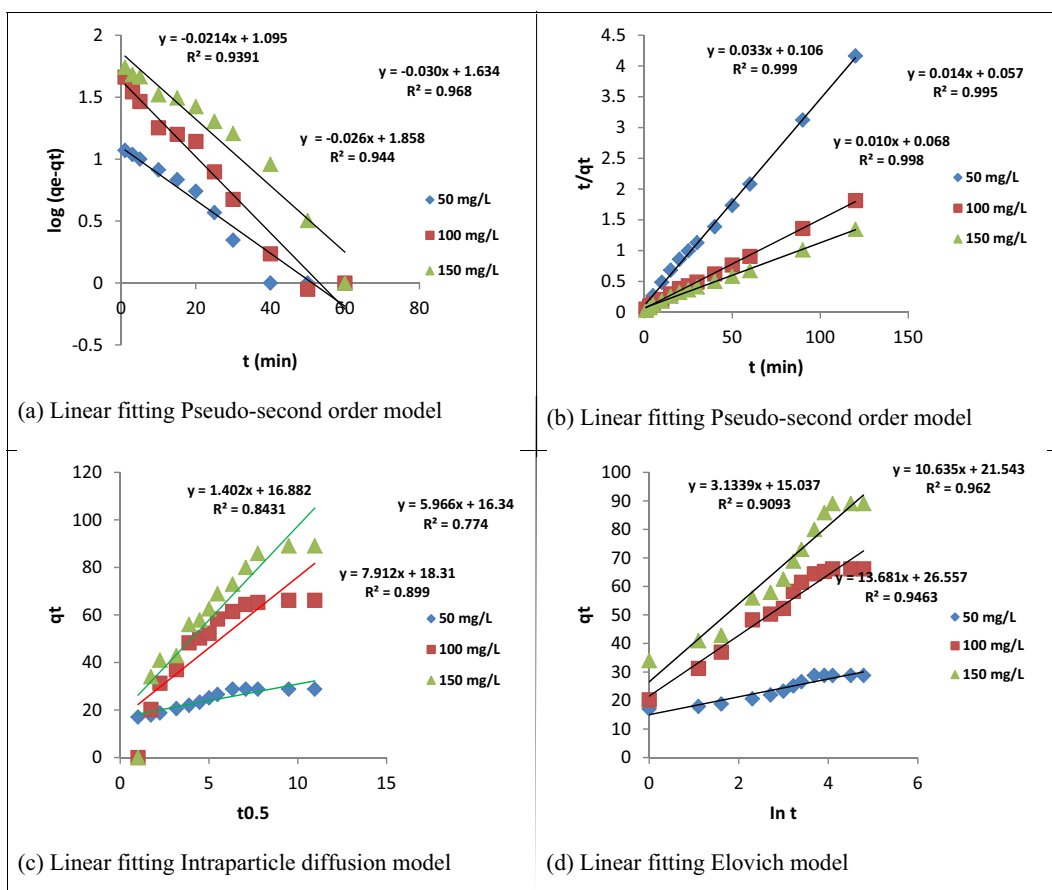 y = -0.0214x + 1.095
R² = 0.9391
y = -0.030x + 1.634
R² = 0.968
y = -0.026x + 1.858
R² = 0.944
2
1.5
1
0.5
0
-0.5
0 20 40 60 80
log (qe-qt)
t (min)
50 mg/L
100 mg/L
150 mg/L
(a) Linear fitting Pseudo-second order model
y = 0.033x + 0.106
R² = 0.999
y = 0.014x + 0.057
R² = 0.995
y = 0.010x + 0.068
R² = 0.998
4.5
4
3.5
3
2.5
2
1.5
1
0.5
0
0 50 100 150
t/qt
t (min)
50 mg/L
100 mg/L
150 mg/L
(b) Linear fitting Pseudo-second order model
y = 1.402x + 16.882
R² = 0.8431
y = 5.966x + 16.34
R² = 0.774
y = 7.912x + 18.31
R² = 0.899
120
100
80
60
40
20
0
0 5 10 15
qt
t0.5
50 mg/L
100 mg/L
150 mg/L
(c) Linear fitting Intraparticle diffusion model
y = 3.1339x + 15.037
R² = 0.9093
y = 10.635x + 21.543
R² = 0.962
y = 13.681x + 26.557
R² = 0.9463
100
90
80
70
60
50
40
30
20
10
0
0 2 4 6
qt
ln t
50 mg/L
100 mg/L
150 mg/L
(d) Linear fitting Elovich model